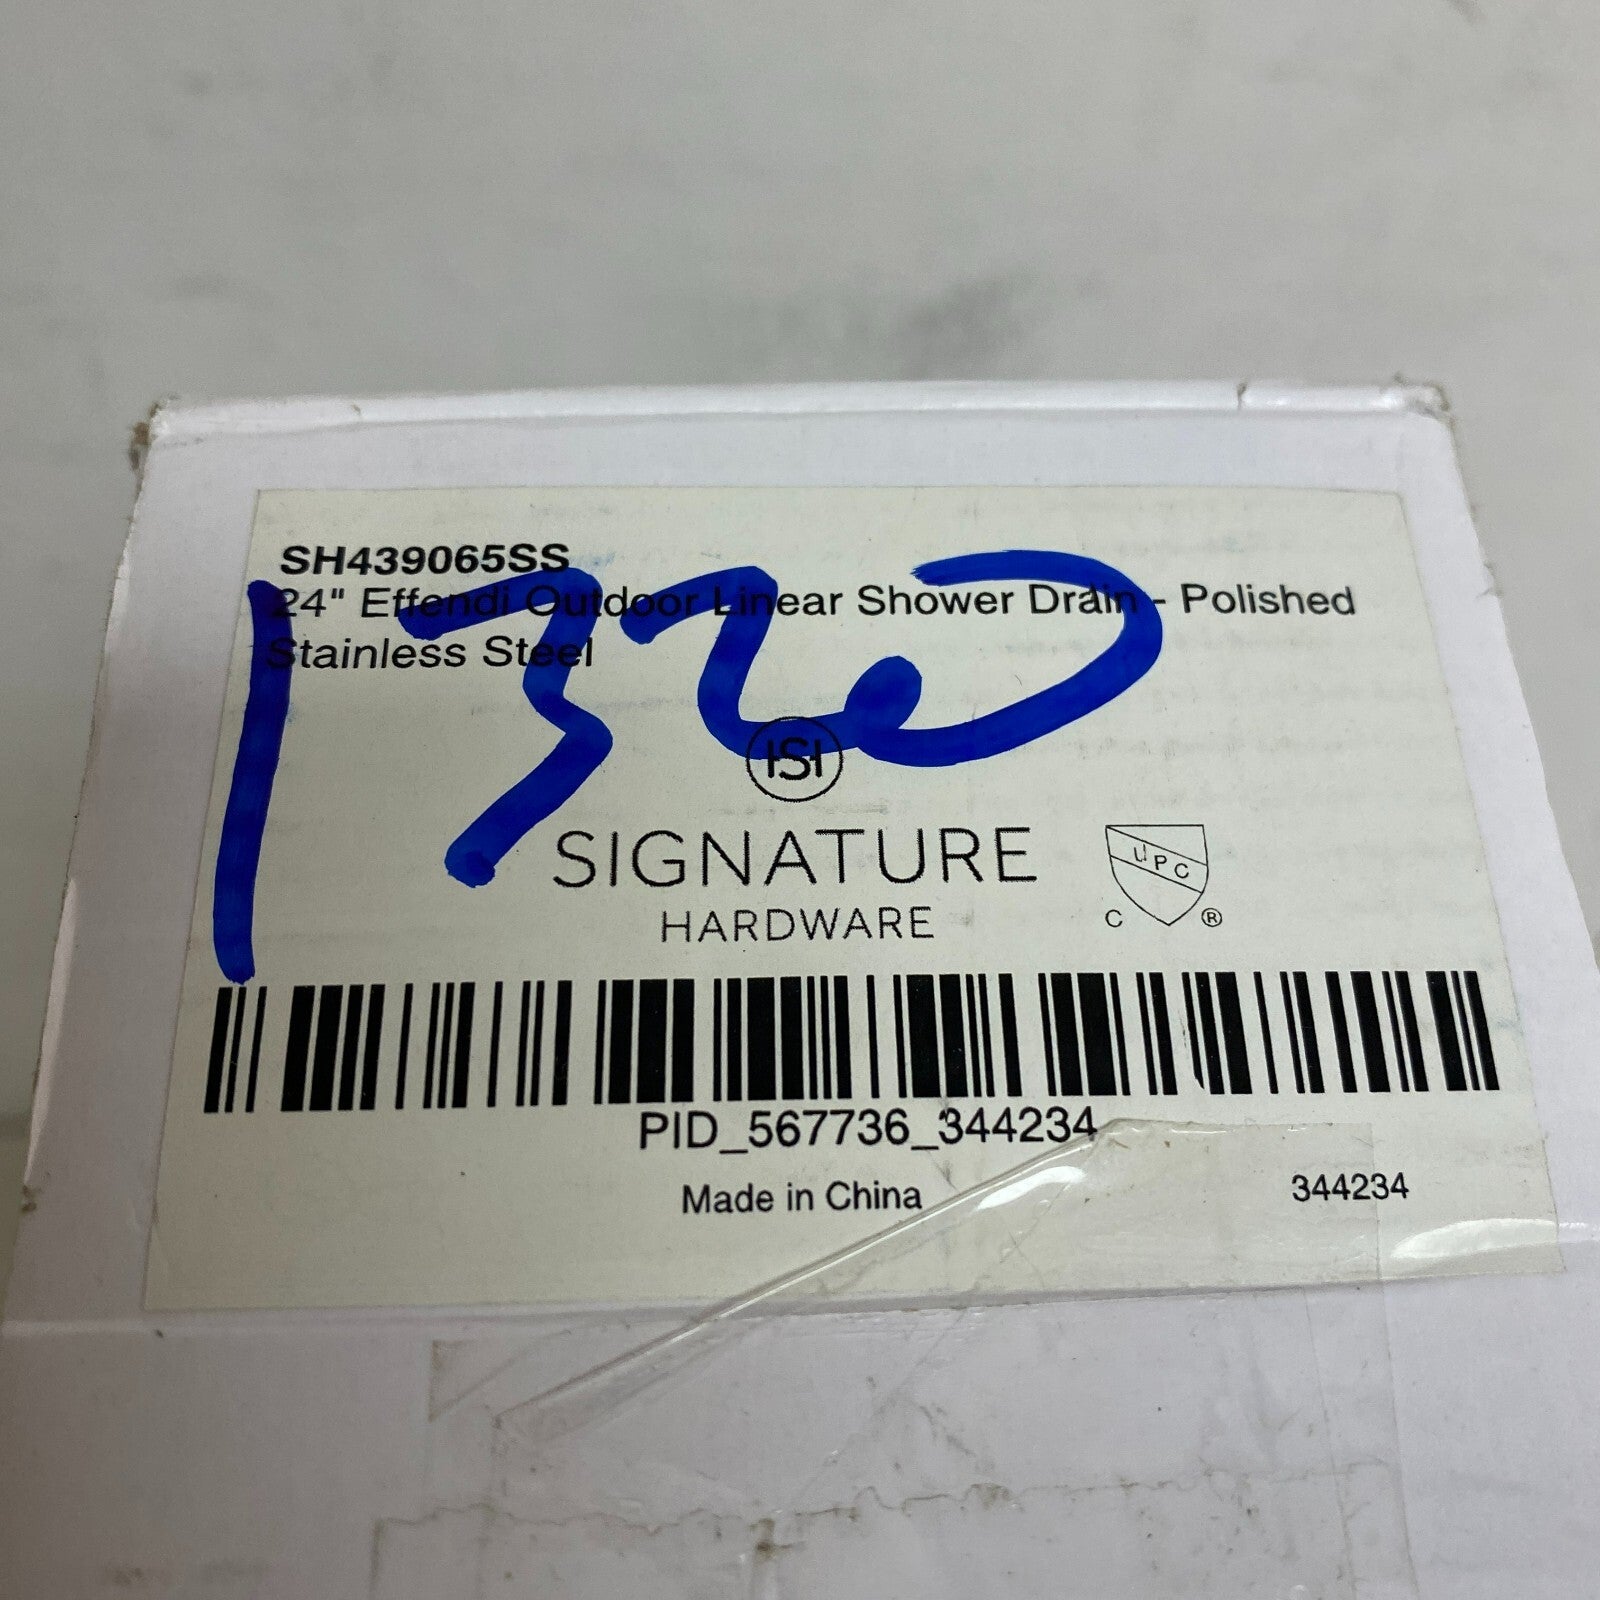 SH439065SS
24" Effendi Outdoor Linear Shower Drain - Polished
Stainless Steel
1320
HSH
SIGNATURE
HARDWARE
UPC
C ®
PID_567736_344234
Made in China
344234